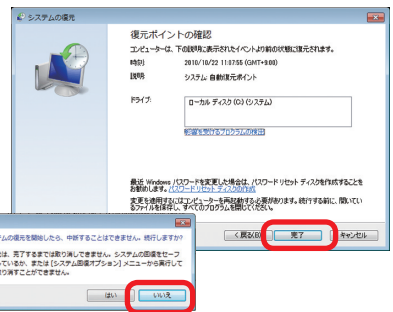 システムの復元
復元ポイントの確認
コンピューターは、下の説明に表示されたイベントより前の状態に復元されます。
時刻: 2010/10/22 11:07:55 (GMT+9:00)
説明: システム: 自動復元ポイント
ドライブ: ローカル ディスク (C:) (システム)
影響を受けるプログラムの検出
最近 Windows パスワードを変更した場合は、パスワード リセット ディスクを作成することを
お勧めします。パスワード リセット ディスクの作成
変更を適用するにはコンピューターを再起動する必要があります。続行する前に、開いてい
るファイルを保存し、すべてのプログラムを閉じてください。
< 戻る(B) 完了 キャンセル
テムの復元を開始したら、中断することはできません。続行しますか?
は、完了するまでは取り消しできません。システムの回復をセーフ
っているか、または [システム回復オプション] メニューから実行して
り消すことができません。
はい いいえ